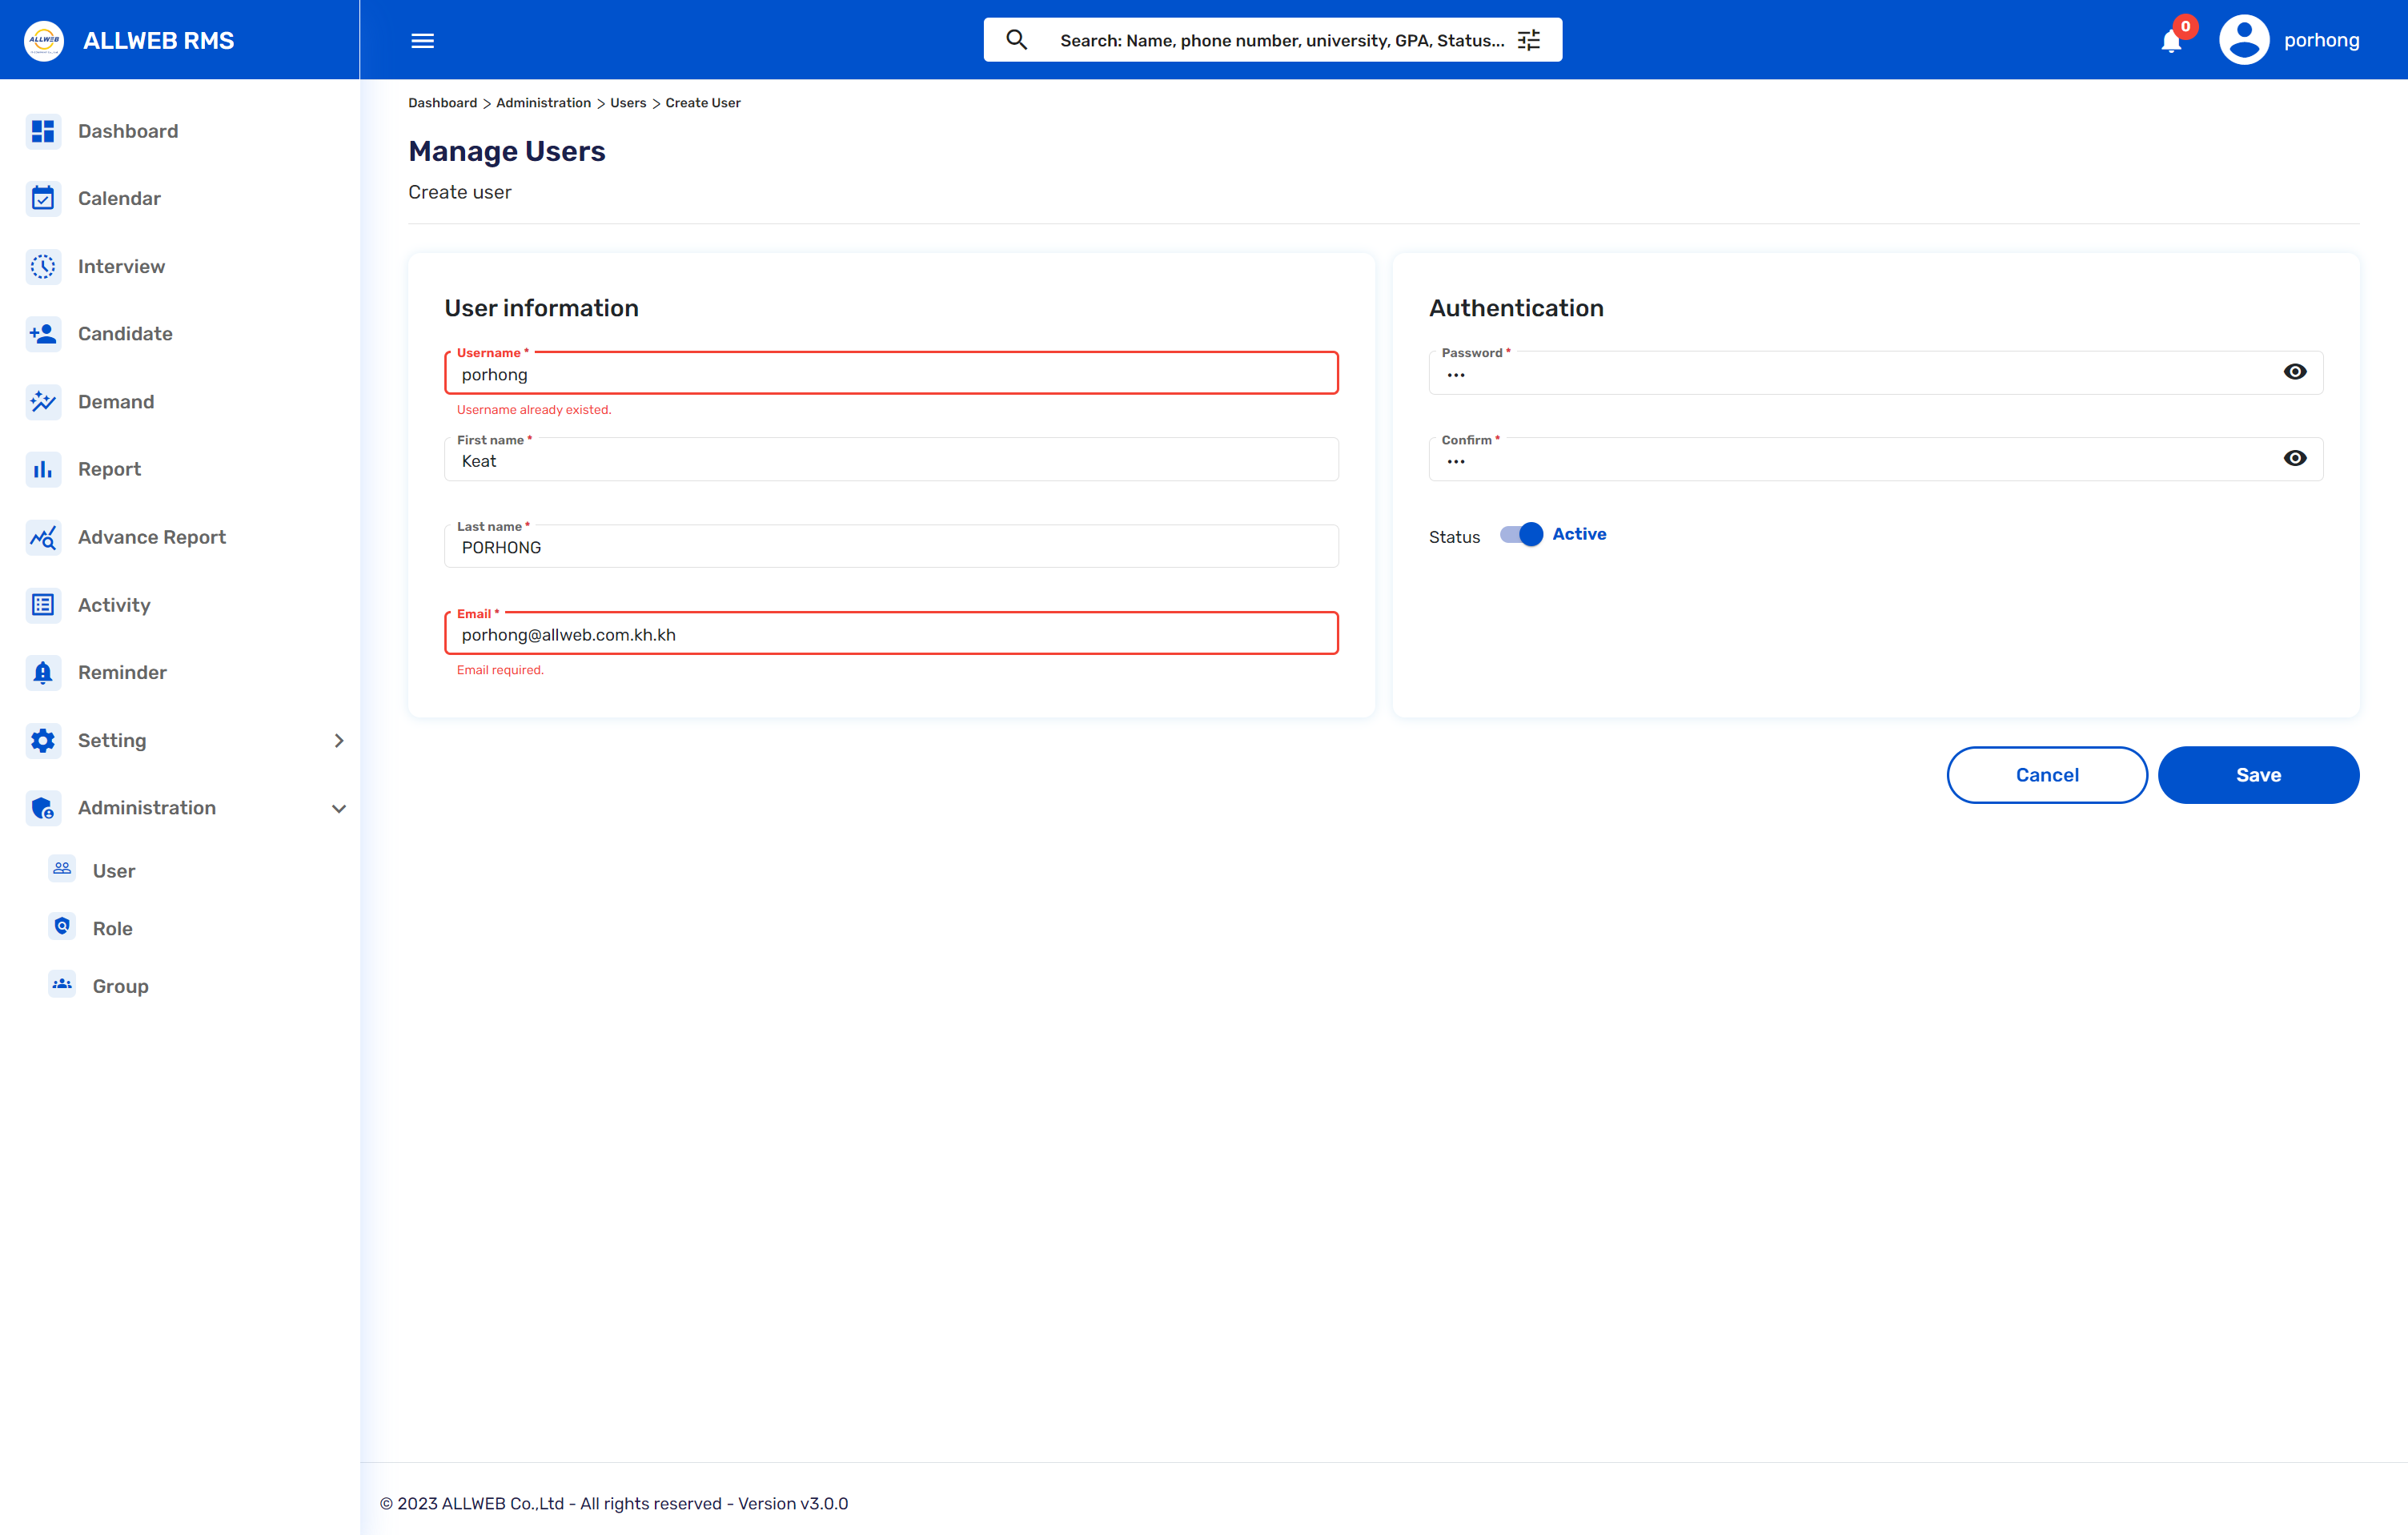 ALLWEB
ALLWEB RMS
Search: Name, phone number, university, GPA, Status...
0
porhong
Dashboard
Calendar
Interview
Candidate
Demand
Report
Advance Report
Activity
Reminder
Setting
Administration
User
Role
Group
Dashboard > Administration > Users > Create User
Manage Users
Create user
User information
Username *
porhong
Username already existed.
First name *
Keat
Last name *
PORHONG
Email *
porhong@allweb.com.kh.kh
Email required.
Authentication
Password *
•••
Confirm *
•••
Status
Active
Cancel
Save
© 2023 ALLWEB Co.,Ltd - All rights reserved - Version v3.0.0